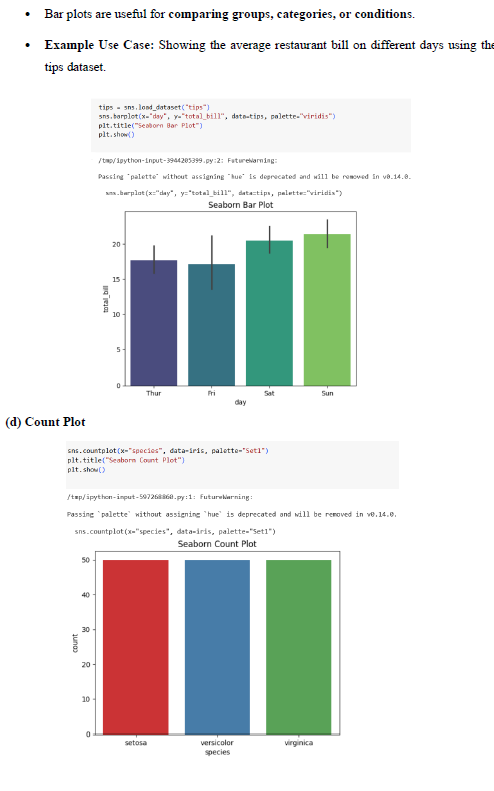 • Bar plots are useful for comparing groups, categories, or conditions.
• Example Use Case: Showing the average restaurant bill on different days using the
tips dataset.
tips = sns.load_dataset("tips")
sns.barplot(x="day", y="total_bill", data=tips, palette="viridis")
plt.title("Seaborn Bar Plot")
plt.show()
/tmp/ipython-input-3944205399.py:2: FutureWarning:
Passing `palette` without assigning `hue` is deprecated and will be removed in v0.14.0.
sns.barplot(x="day", y="total_bill", data=tips, palette="viridis")
Seaborn Bar Plot
20
15
10
5
0
total_bill
Thur Fri Sat Sun
day
(d) Count Plot
sns.countplot(x="species", data=iris, palette="Set1")
plt.title("Seaborn Count Plot")
plt.show()
/tmp/ipython-input-597268860.py:1: FutureWarning:
Passing `palette` without assigning `hue` is deprecated and will be removed in v0.14.0.
sns.countplot(x="species", data=iris, palette="Set1")
Seaborn Count Plot
50
40
30
20
10
0
count
setosa versicolor virginica
species